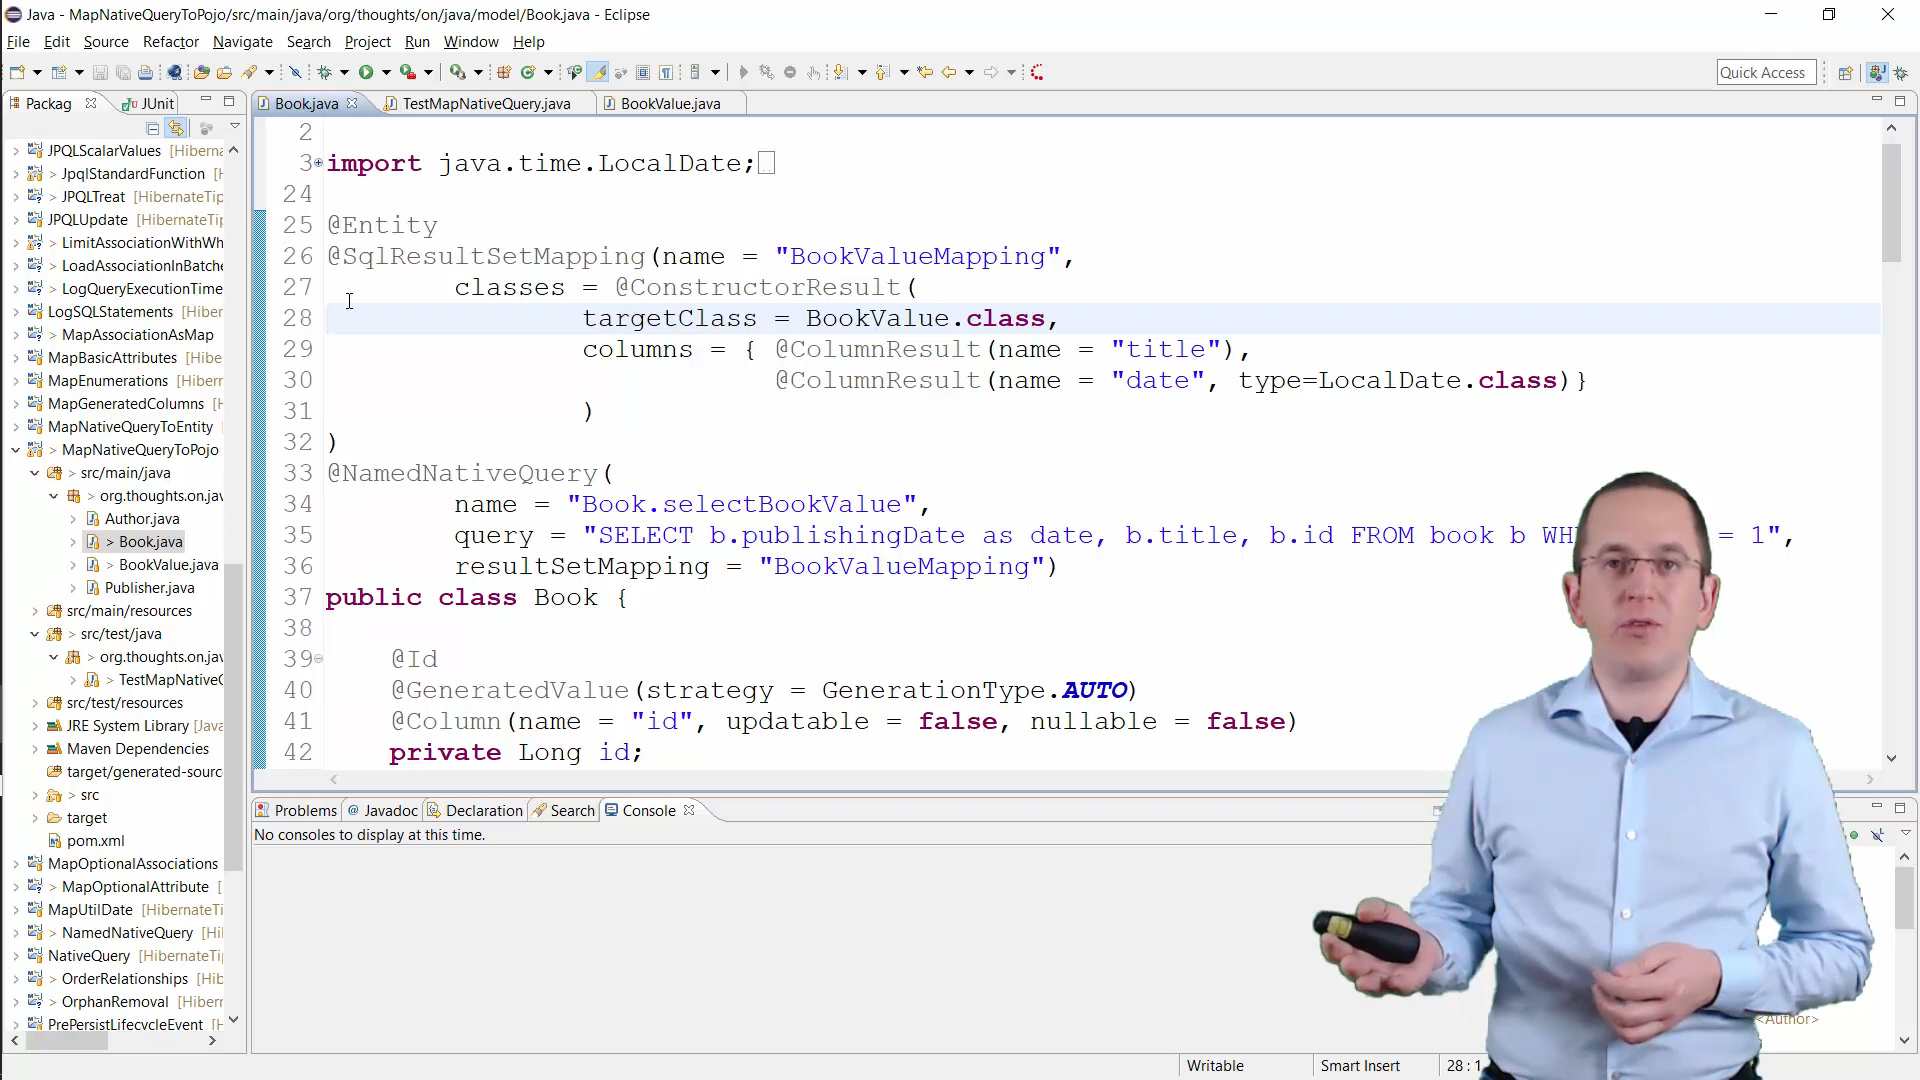 Java - MapNativeQueryToPojo/src/main/java/org/thoughts/on/java/model/Book.java - Eclipse
File Edit Source Refactor Navigate Search Project Run Window Help
Quick Access
Packag JUnit
Book.java TestMapNativeQuery.java BookValue.java
JPQLScalarValues [Hiberna
JpqlStandardFunction [H
> JPQLTreat [HibernateTip
JPQLUpdate [HibernateTip
> LimitAssociationWithWh
> LoadAssociationInBatche
> LogQueryExecutionTime
LogSQLStatements [Hiberr
> MapAssociationAsMap
MapBasicAttributes [Hibe
MapEnumerations [Hiberr
MapGeneratedColumns
MapNativeQueryToEntity
> MapNativeQueryToPojo
> src/main/java
> org.thoughts.on.jav
Author.java
> Book.java
> BookValue.java
Publisher.java
src/main/resources
> src/test/java
> org.thoughts.on.jav
> TestMapNativeC
src/test/resources
JRE System Library [Java
Maven Dependencies
target/generated-sourc
> src
target
pom.xml
MapOptionalAssociations
> MapOptionalAttribute [
MapUtilDate [HibernateTi
> NamedNativeQuery [Hil
NativeQuery [HibernateTip
> OrderRelationships [Hib
> OrphanRemoval [Hibern
PrePersistLifecycleEvent [H
2
3 import java.time.LocalDate;
24
25 @Entity
26 @SqlResultSetMapping(name = "BookValueMapping",
27 classes = @ConstructorResult(
28 targetClass = BookValue.class,
29 columns = { @ColumnResult(name = "title"),
30 @ColumnResult(name = "date", type=LocalDate.class)}
31 )
32 )
33 @NamedNativeQuery(
34 name = "Book.selectBookValue",
35 query = "SELECT b.publishingDate as date, b.title, b.id FROM book b WH = 1",
36 resultSetMapping = "BookValueMapping")
37 public class Book {
38
39 @Id
40 @GeneratedValue(strategy = GenerationType.AUTO)
41 @Column(name = "id", updatable = false, nullable = false)
42 private Long id;
Problems @ Javadoc Declaration Search Console
No consoles to display at this time.
<Author>
Writable Smart Insert 28 : 1